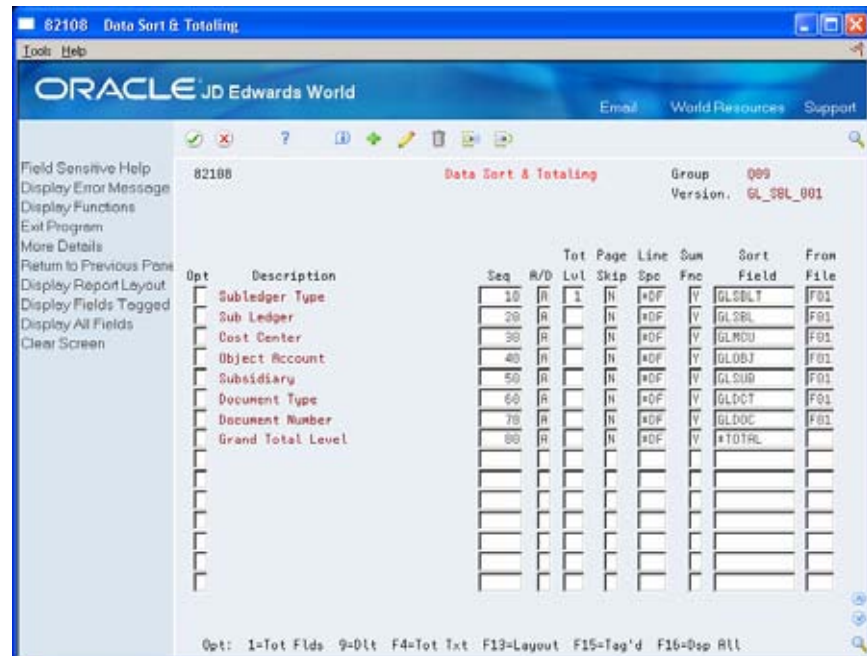 82108 Data Sort & Totaling
Tools Help
ORACLE JD Edwards World
Email World Resources Support
Field Sensitive Help
Display Error Message
Display Functions
Exit Program
More Details
Return to Previous Pane
Display Report Layout
Display Fields Tagged
Display All Fields
Clear Screen
82108 Data Sort & Totaling Group Q09
Version. GL_SBL_001
Tot Page Line Sum Sort From
Opt Description Seq A/D Lvl Skip Spc Fnc Field File
Subledger Type 10 A 1 N *DF Y GLSBLT F01
Sub Ledger 20 A N *DF Y GLSBL F01
Cost Center 30 A N *DF Y GLMCU F01
Object Account 40 A N *DF Y GLOBJ F01
Subsidiary 50 A N *DF Y GLSUB F01
Document Type 60 A N *DF Y GLDCT F01
Document Number 70 A N *DF Y GLDOC F01
Grand Total Level 80 A N *DF Y *TOTAL
Opt: 1=Tot Flds 9=Dlt F4=Tot Txt F13=Layout F15=Tag'd F16=Dsp All